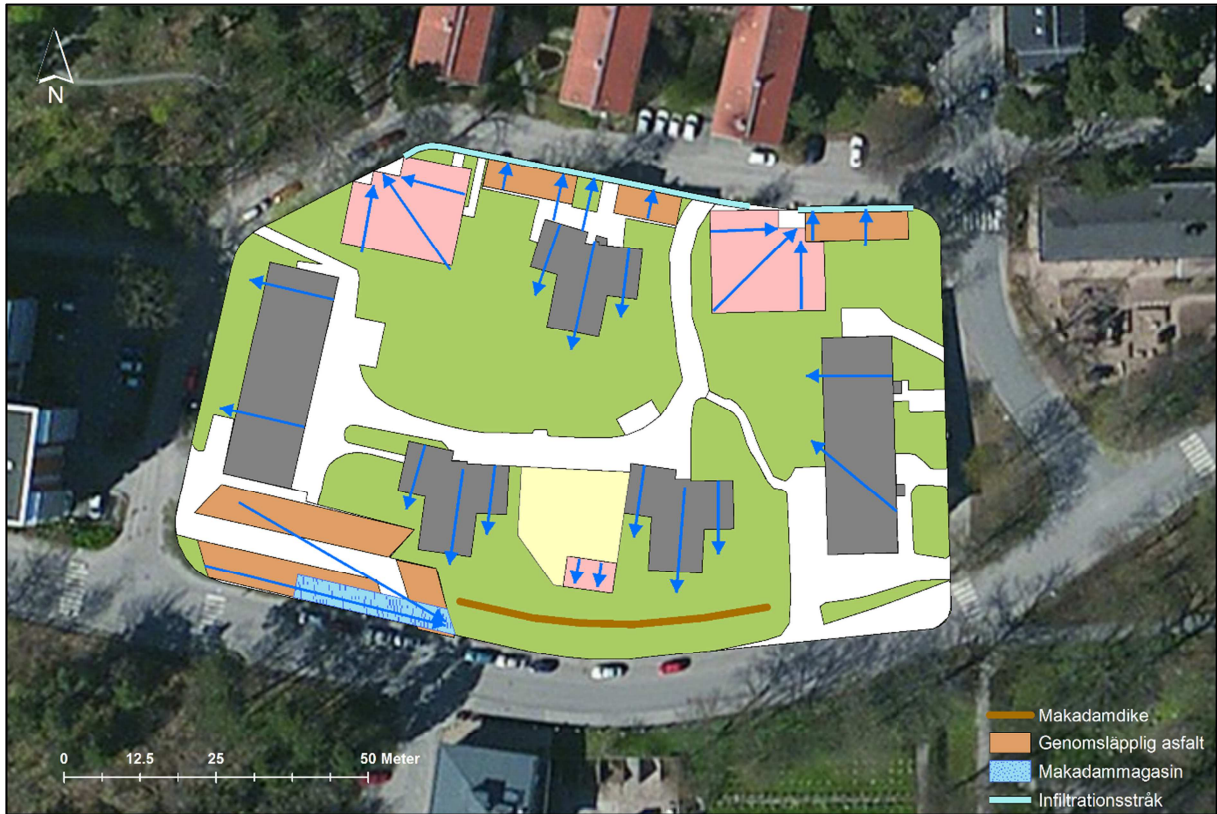 N
0 12.5 25 50 Meter
Makadamdike
Genomsläpplig asfalt
Makadammagasin
Infiltrationsstråk